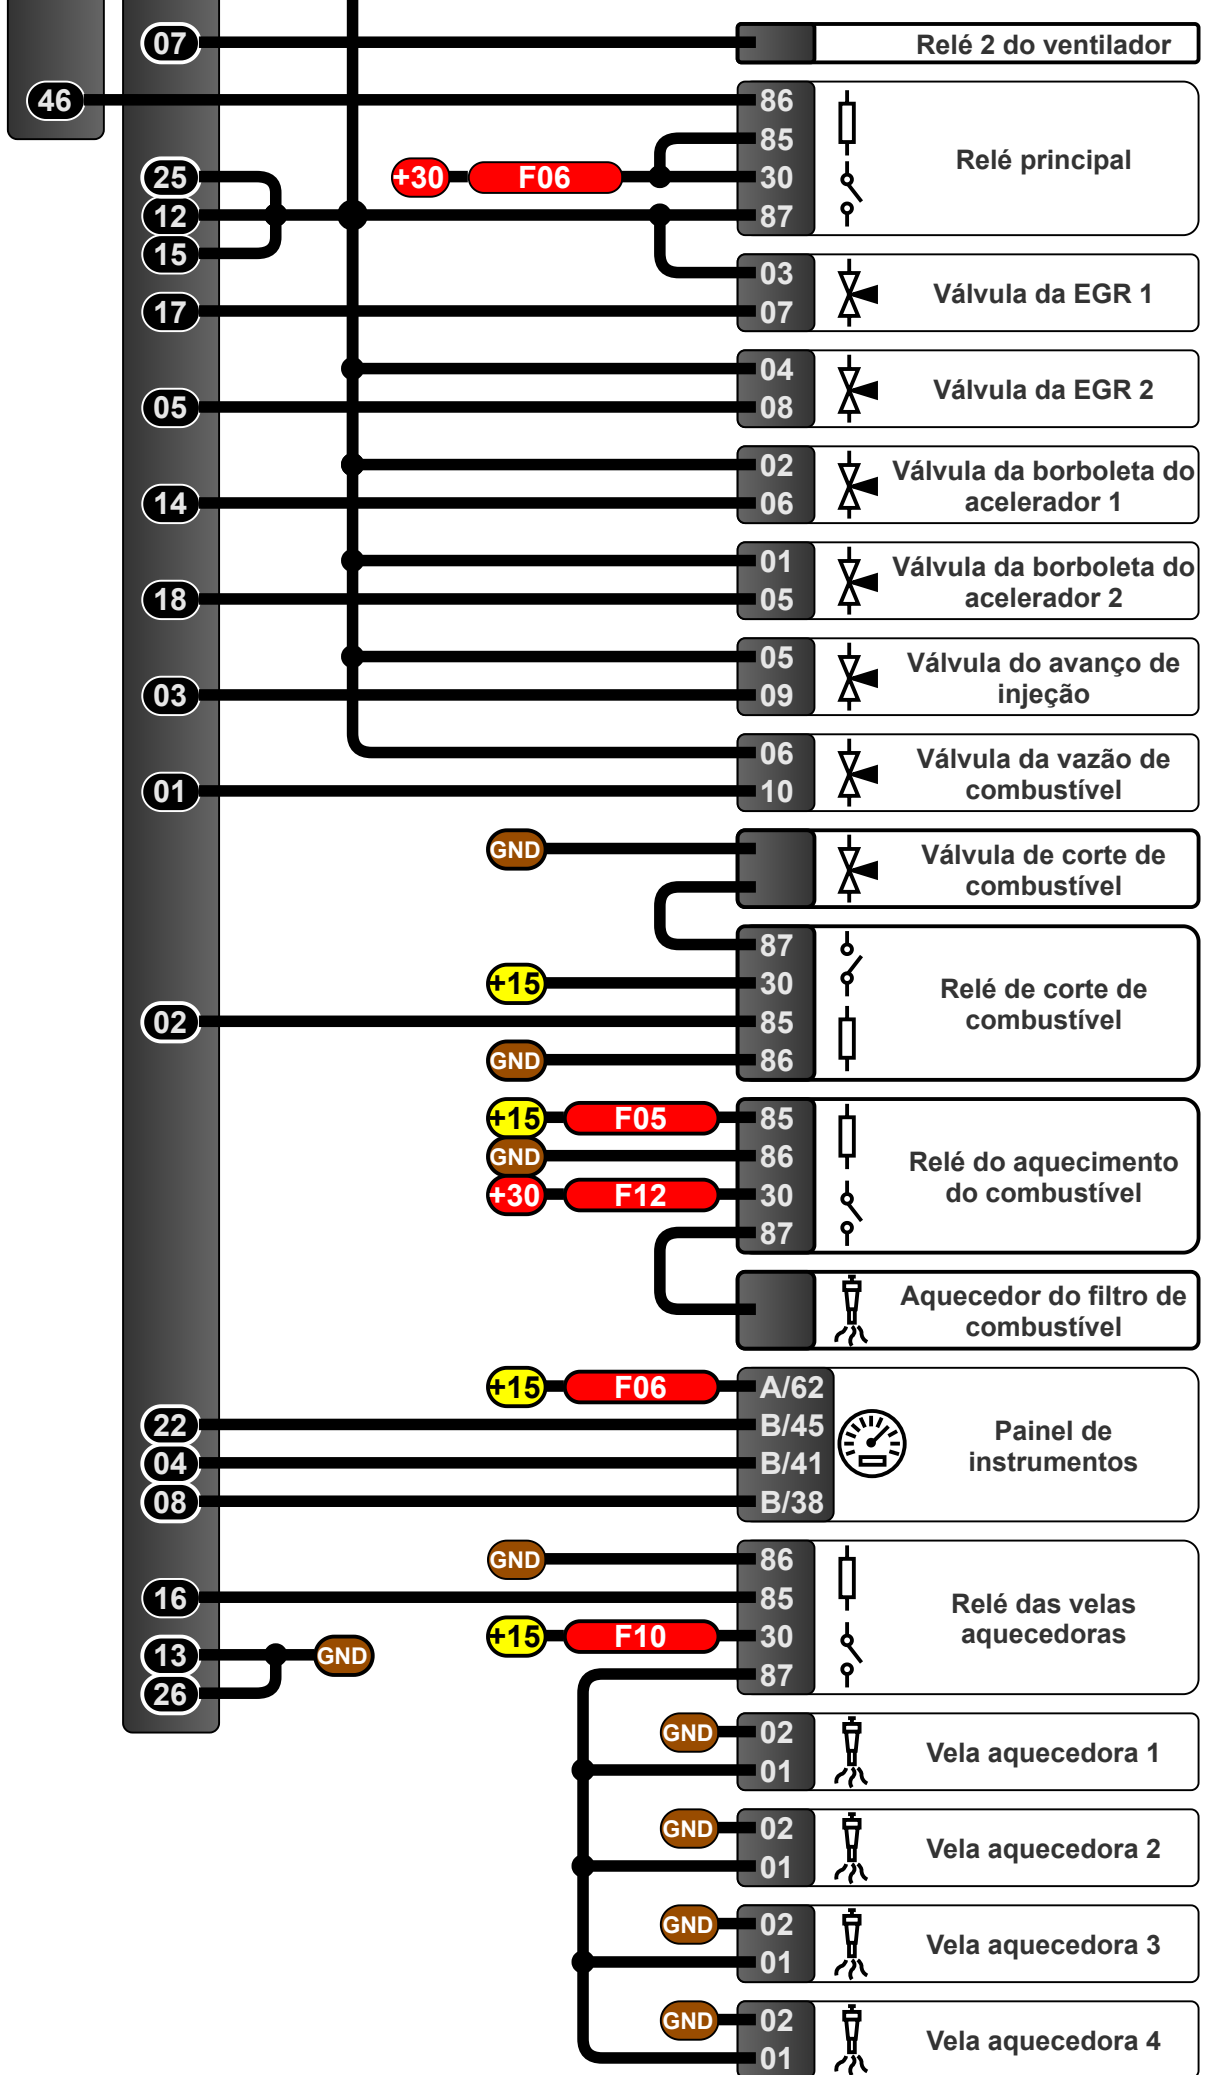 07 Relé 2 do ventilador
46 86
85
25 +30 F06 30
12 87
15
Relé principal
03
17 07
Válvula da EGR 1
04
05 08
Válvula da EGR 2
02
14 06
Válvula da borboleta do
acelerador 1
01
18 05
Válvula da borboleta do
acelerador 2
05
03 09
Válvula do avanço de
injeção
06
01 10
Válvula da vazão de
combustível
GND
Válvula de corte de
combustível
87
+15 30
02 85
GND 86
Relé de corte de
combustível
+15 F05 85
GND 86
+30 F12 30
87
Relé do aquecimento
do combustível
Aquecedor do filtro de
combustível
+15 F06 A/62
22 B/45
04 B/41
08 B/38
Painel de
instrumentos
GND 86
16 85
+15 F10 30
13 GND 87
26
Relé das velas
aquecedoras
GND 02
01
Vela aquecedora 1
GND 02
01
Vela aquecedora 2
GND 02
01
Vela aquecedora 3
GND 02
01
Vela aquecedora 4